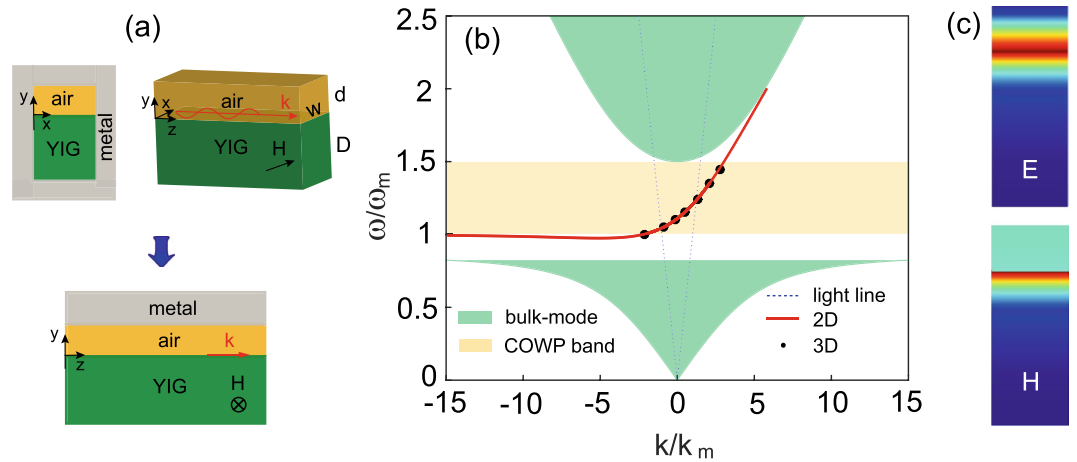 (a)
y
air
x
YIG
metal
y
x
z
air
k
w
d
D
YIG
H
metal
y
air
k
z
YIG
H
(b)
ω/ω_m
2.5
2
1.5
1
0.5
0
bulk-mode
COWP band
light line
2D
3D
-15
-10
-5
0
5
10
15
k/k_m
(c)
E
H